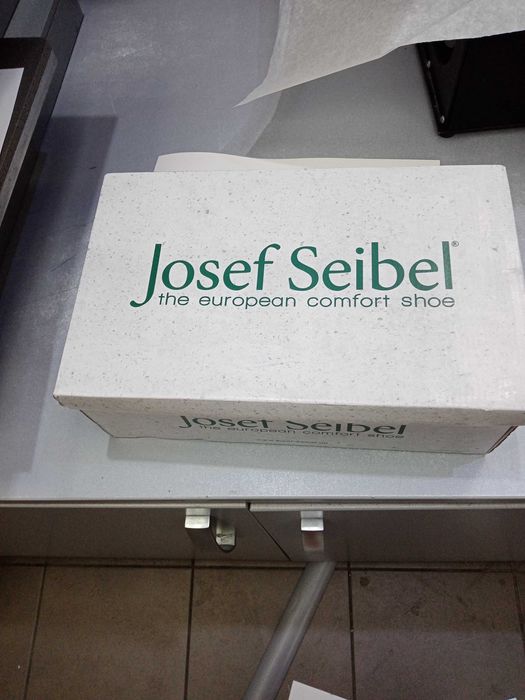 Josef Seibel®
the european comfort shoe
Josef Seibel
the european comfort shoe